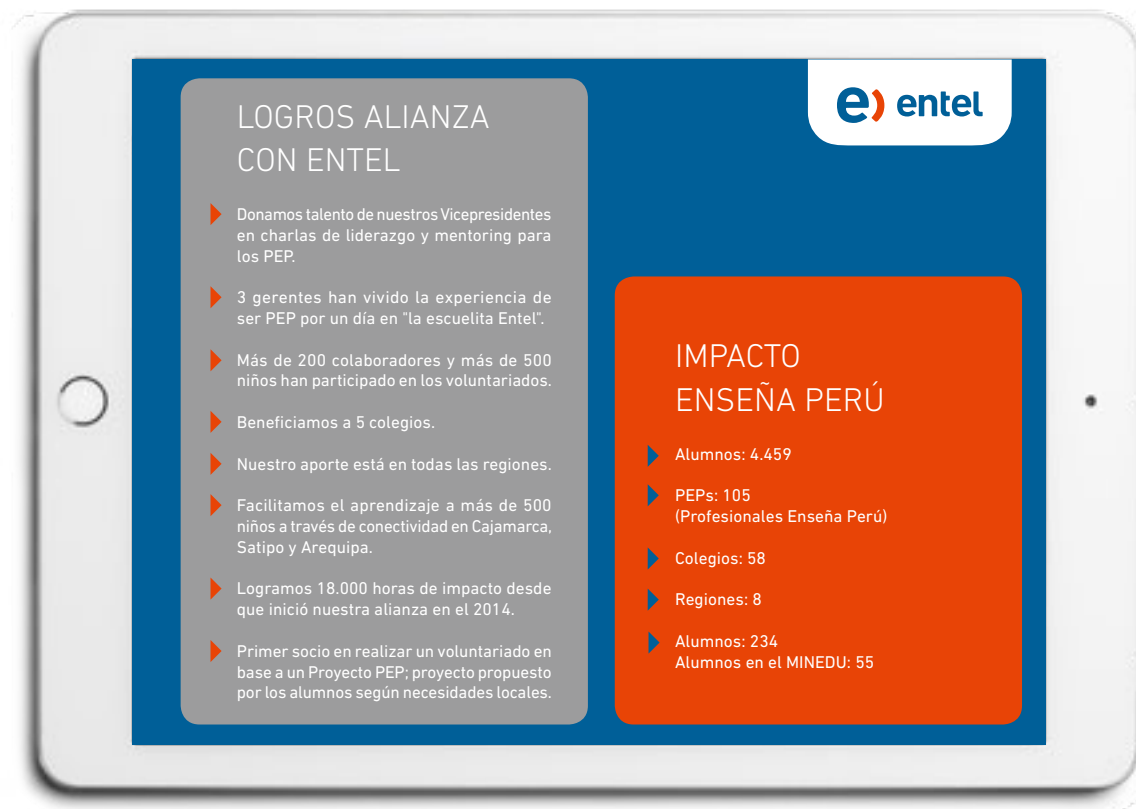 LOGROS ALIANZA
CON ENTEL
Donamos talento de nuestros Vicepresidentes
en charlas de liderazgo y mentoring para
los PEP.
3 gerentes han vivido la experiencia de
ser PEP por un día en "la escuelita Entel".
Más de 200 colaboradores y más de 500
niños han participado en los voluntariados.
Beneficiamos a 5 colegios.
Nuestro aporte está en todas las regiones.
Facilitamos el aprendizaje a más de 500
niños a través de conectividad en Cajamarca,
Satipo y Arequipa.
Logramos 18.000 horas de impacto desde
que inició nuestra alianza en el 2014.
Primer socio en realizar un voluntariado en
base a un Proyecto PEP; proyecto propuesto
por los alumnos según necesidades locales.
e) entel
IMPACTO
ENSEÑA PERÚ
Alumnos: 4.459
PEPs: 105
(Profesionales Enseña Perú)
Colegios: 58
Regiones: 8
Alumnos: 234
Alumnos en el MINEDU: 55